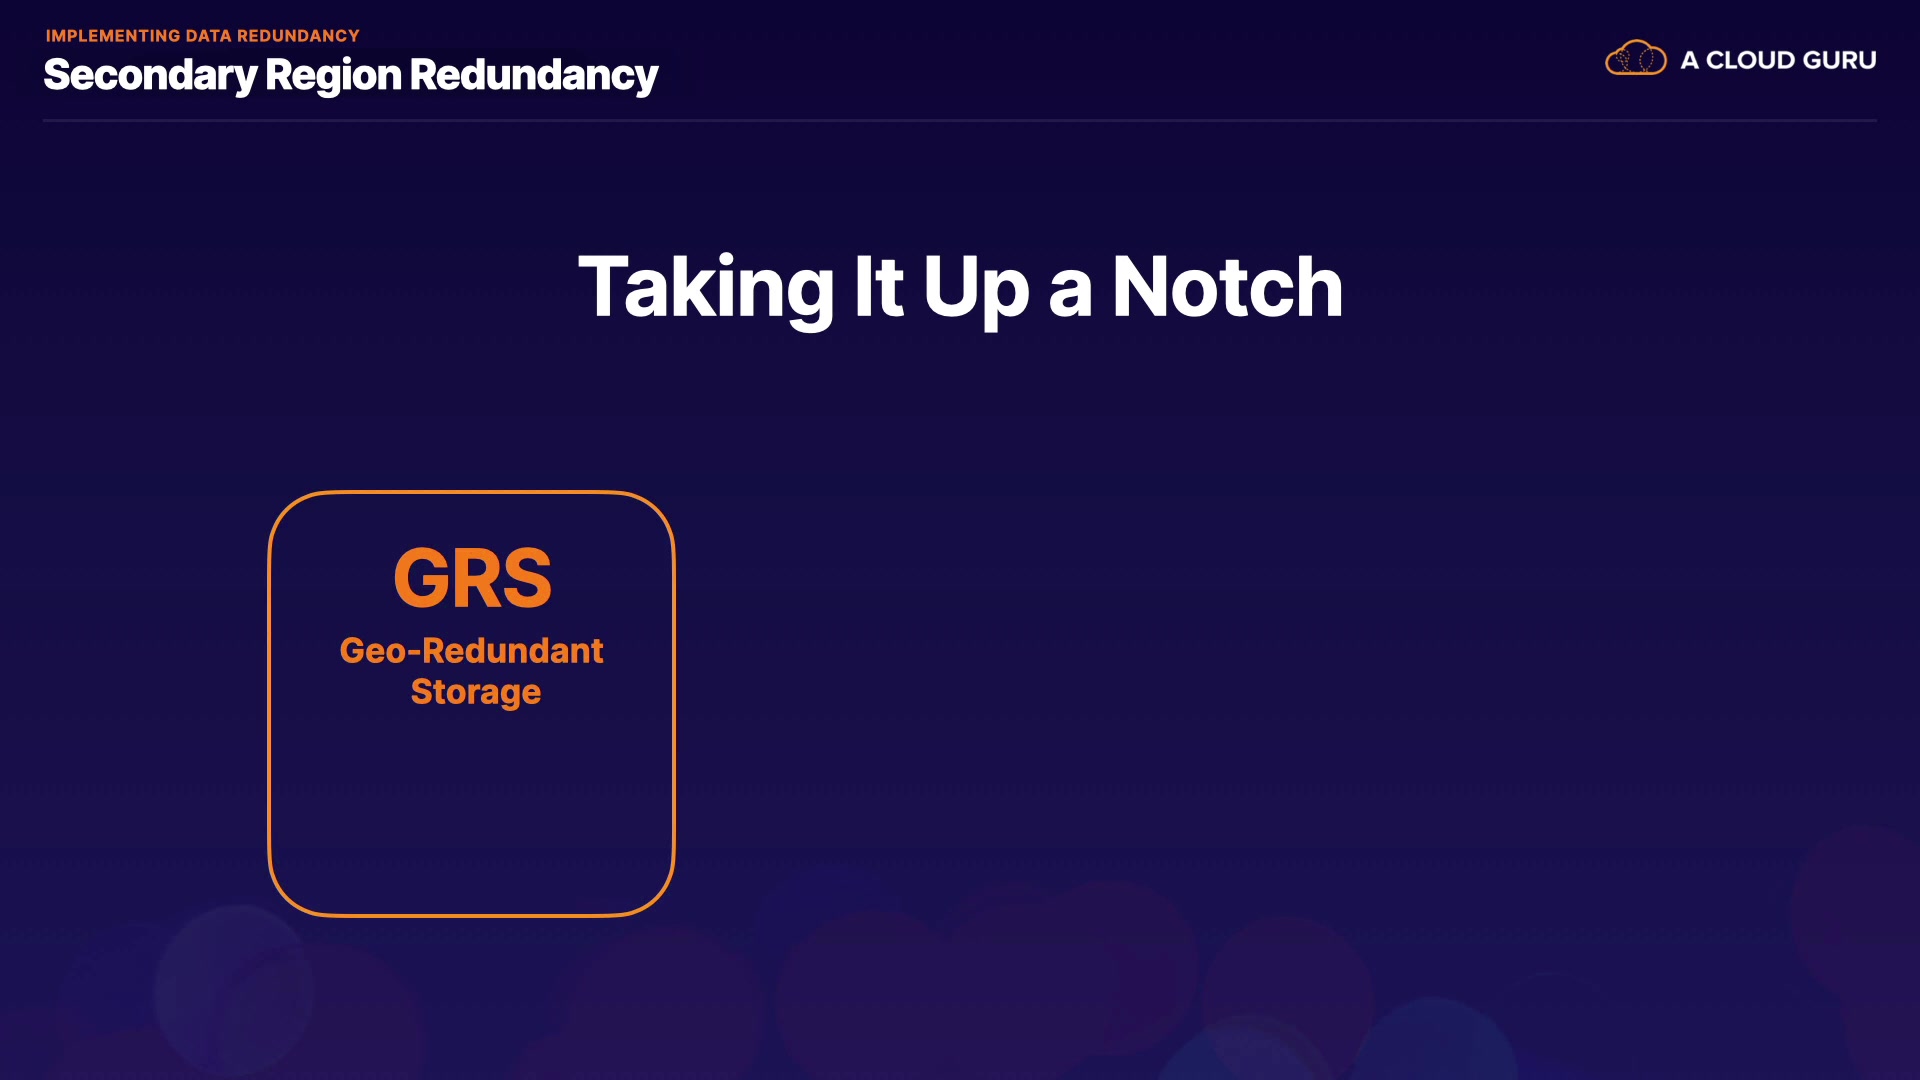 IMPLEMENTING DATA REDUNDANCY
Secondary Region Redundancy
A CLOUD GURU
Taking It Up a Notch
GRS
Geo-Redundant
Storage